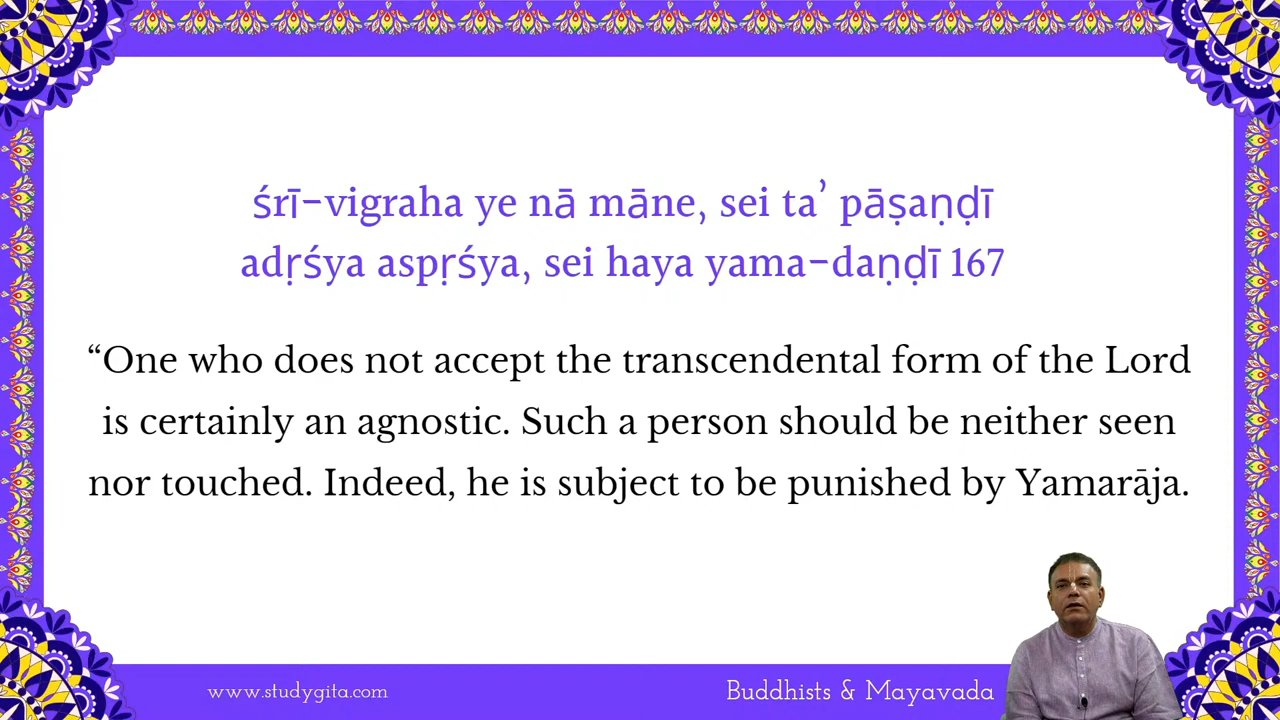 śrī-vigraha ye nā māne, sei ta’ pāṣaṇḍī
adṛśya aspṛśya, sei haya yama-daṇḍī 167
“One who does not accept the transcendental form of the Lord
is certainly an agnostic. Such a person should be neither seen
nor touched. Indeed, he is subject to be punished by Yamarāja.
www.studygita.com
Buddhists & Mayavada